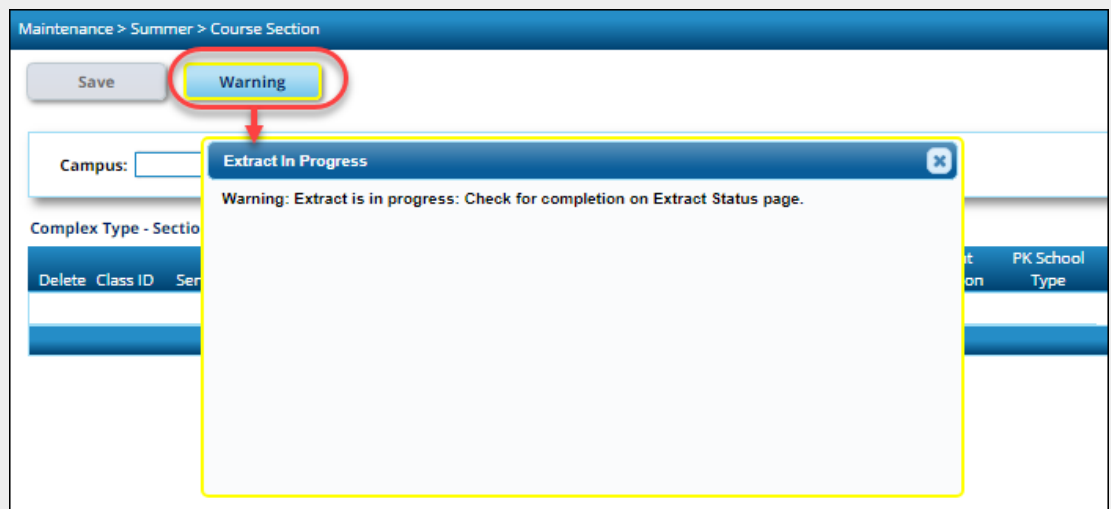 Maintenance > Summer > Course Section
Save Warning
Campus:
Extract In Progress
Warning: Extract is in progress: Check for completion on Extract Status page.
Complex Type - Sectio
PK School
Delete Class ID Type